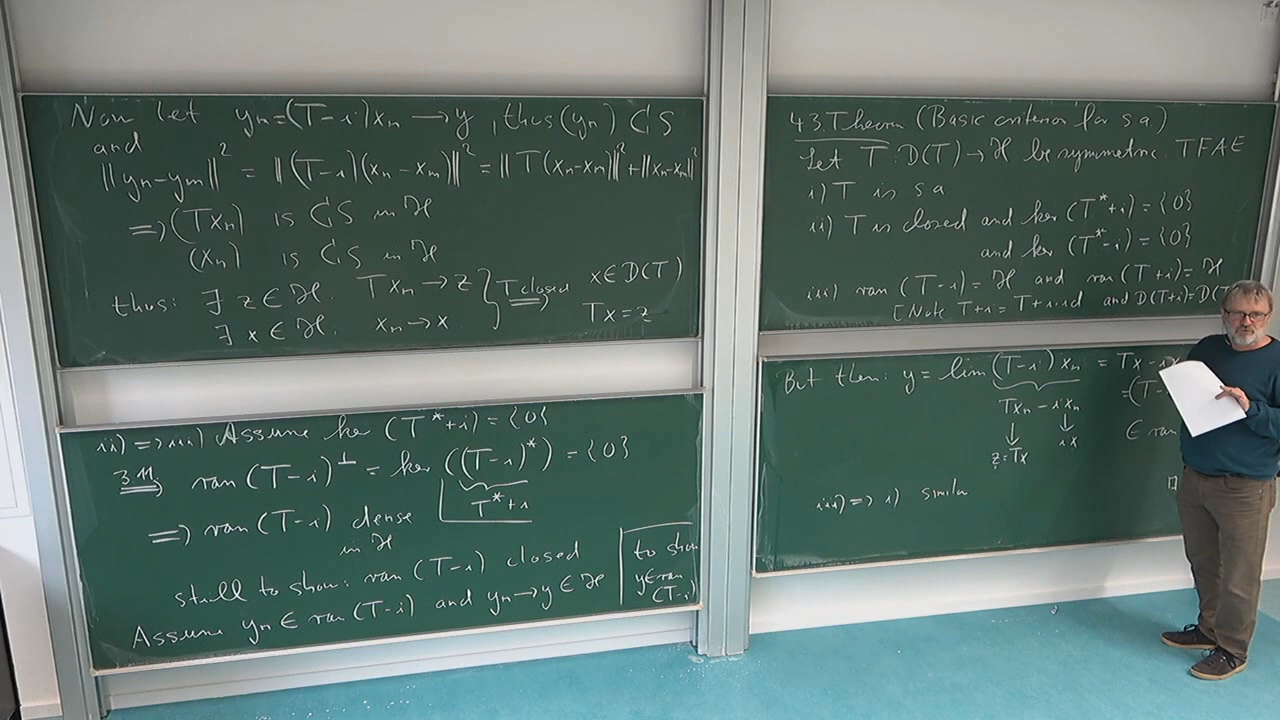 43 Theorem (Basic criterion for s a)
Let T: D(T) → ℋ be symmetric. TFAE
i) T is s a
ii) T is closed and ker (T*+i) = {0}
and ker (T*-i) = {0}
iii) ran (T-i) = ℋ and ran (T+i) = ℋ
[Note T+i = T+i·id and D(T+i)=D(T
ii) => iii) Assume ker (T*+i) = {0}
3.11) ran (T-i)^⊥ = ker ((T-i)*) = {0}
T*+i
=> ran (T-i) dense
in ℋ
still to show: ran (T-i) closed
Assume yn ∈ ran (T-i) and yn → y ∈ ℋ
to show
y ∈ ran
(T-i)
Now let yn = (T-i)xn → y, thus (yn) CS
and
||yn-ym||² = ||(T-i)(xn-xm)||² = ||T(xn-xm)||² + ||xn-xm||²
=> (Txn) is CS in ℋ
(xn) is CS in ℋ
thus: ∃ z ∈ ℋ. Txn → z } T closed x ∈ D(T)
∃ x ∈ ℋ. xn → x Tx = z
But then: y = lim (T-i) xn = Tx - ix
Txn - ixn =(T-
↓ ↓ ∈ ran
z=Tx ix
iii) => i) similar
□